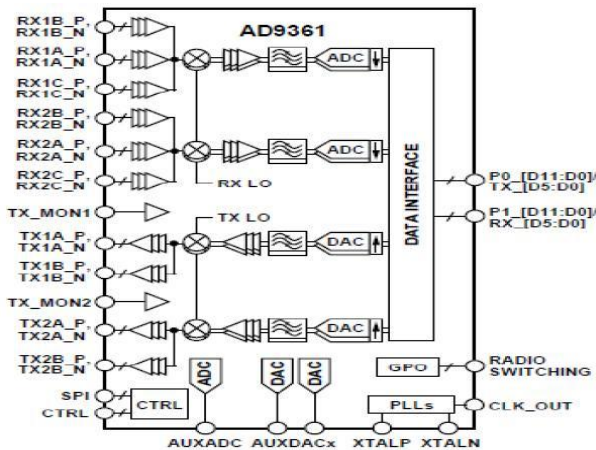 AD9361
RX1B_P,
RX1B_N
RX1A_P,
RX1A_N
RX1C_P,
RX1C_N
RX2B_P,
RX2B_N
RX2A_P,
RX2A_N
RX2C_P,
RX2C_N
TX_MON1
TX1A_P,
TX1A_N
TX1B_P,
TX1B_N
TX_MON2
TX2A_P,
TX2A_N
TX2B_P,
TX2B_N
SPI
CTRL
CTRL
ADC
ADC
RX LO
TX LO
DAC
DAC
DATA INTERFACE
P0_[D11:D0]/
TX_[D5:D0]
P1_[D11:D0]/
RX_[D5:D0]
ADC
DAC
DAC
GPO
RADIO
SWITCHING
PLLs
CLK_OUT
AUXADC
AUXDACx
XTALP
XTALN